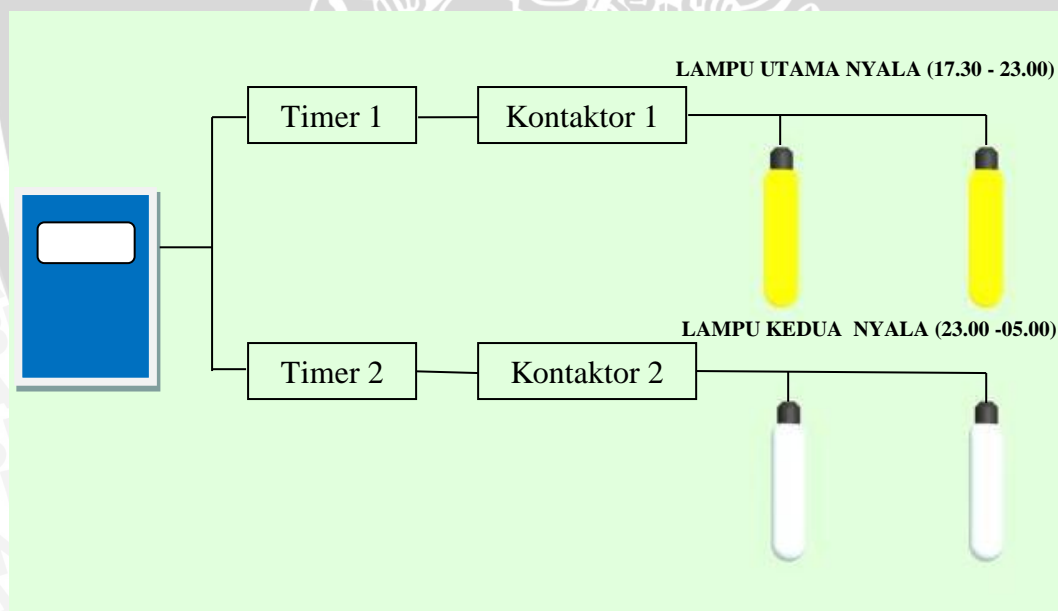 LAMPU UTAMA NYALA (17.30 - 23.00)
Timer 1
Kontaktor 1
LAMPU KEDUA  NYALA (23.00 -05.00)
Timer 2
Kontaktor 2